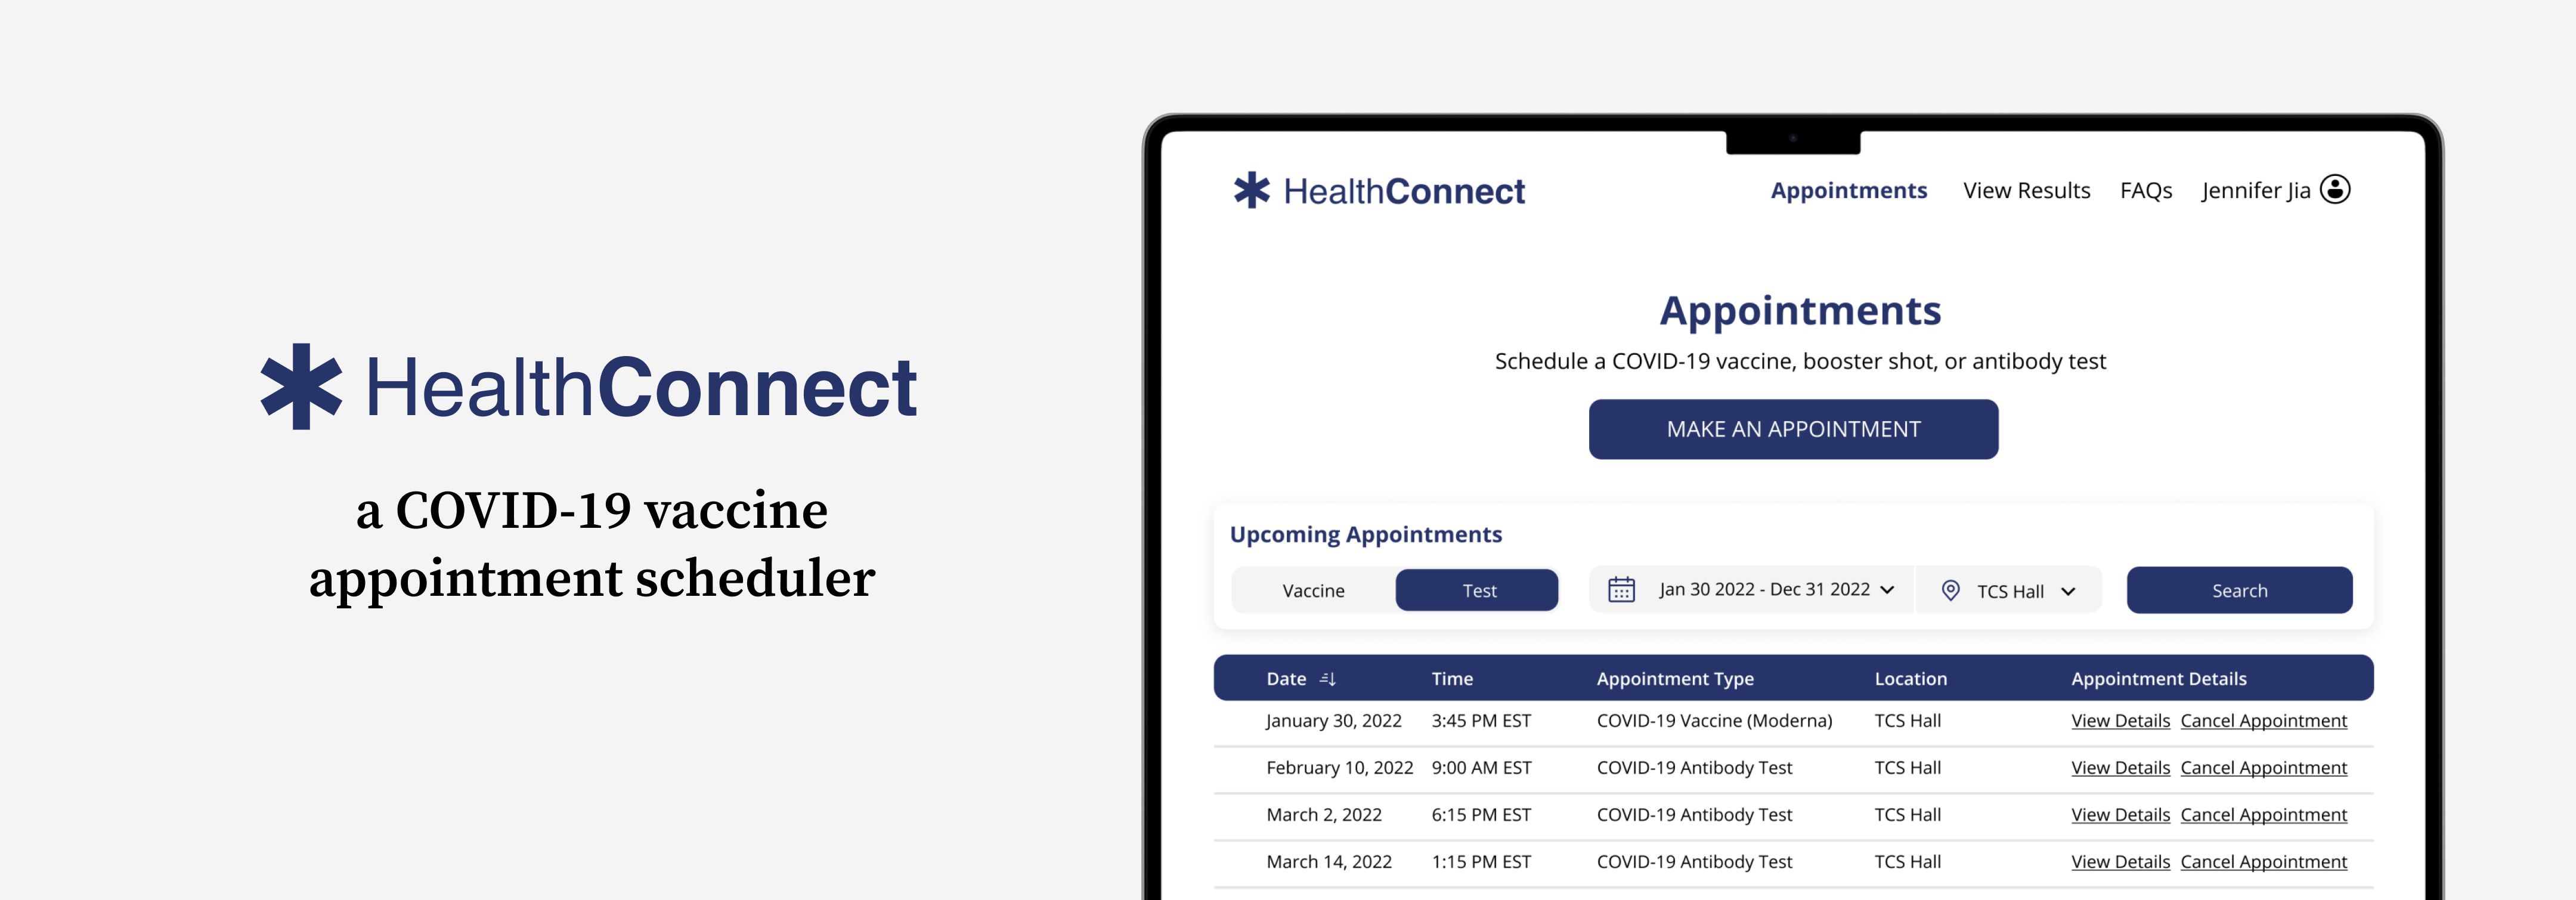 HealthConnect
a COVID-19 vaccine
appointment scheduler
HealthConnect
Appointments View Results FAQs Jennifer Jia
Appointments
Schedule a COVID-19 vaccine, booster shot, or antibody test
MAKE AN APPOINTMENT
Upcoming Appointments
Vaccine Test Jan 30 2022 - Dec 31 2022 TCS Hall Search
Date Time Appointment Type Location Appointment Details
January 30, 2022 3:45 PM EST COVID-19 Vaccine (Moderna) TCS Hall View Details Cancel Appointment
February 10, 2022 9:00 AM EST COVID-19 Antibody Test TCS Hall View Details Cancel Appointment
March 2, 2022 6:15 PM EST COVID-19 Antibody Test TCS Hall View Details Cancel Appointment
March 14, 2022 1:15 PM EST COVID-19 Antibody Test TCS Hall View Details Cancel Appointment